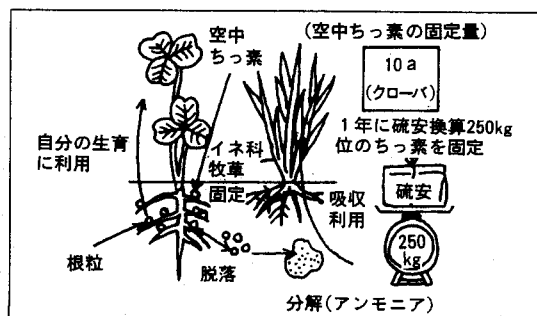 空中
ちっ素
(空中ちっ素の固定量)
10a
(クローバ)
1年に硫安換算250kg
位のちっ素を固定
自分の生育
に利用
イネ科
牧草
固定
吸収
利用
硫安
250
kg
根粒
脱落
分解(アンモニア)